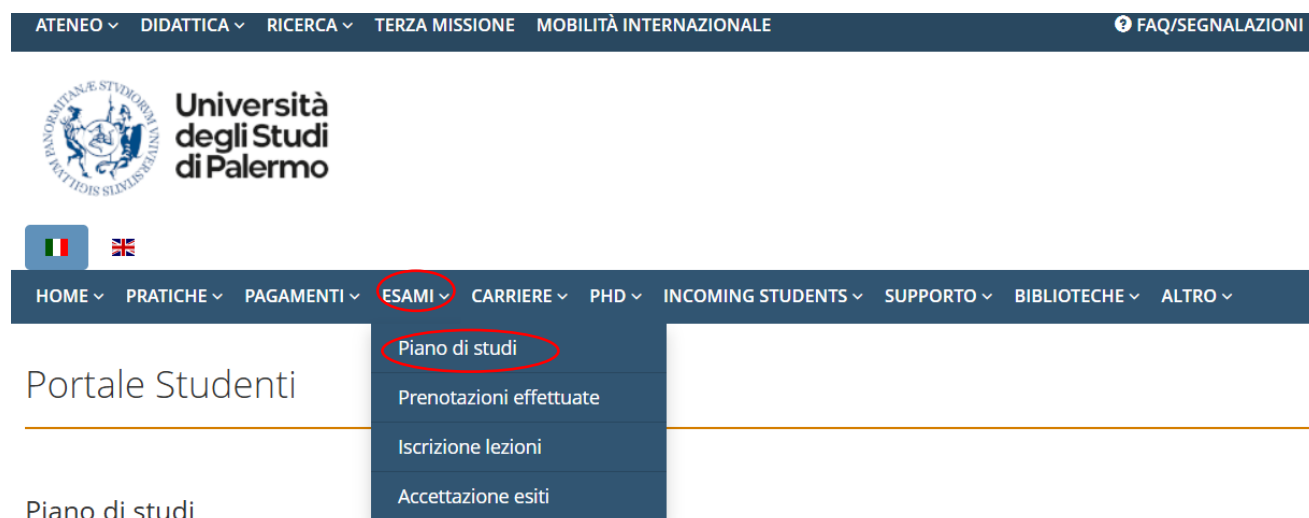 ATENEO DIDATTICA RICERCA TERZA MISSIONE MOBILITÀ INTERNAZIONALE FAQ/SEGNALAZIONI
Università
degli Studi
di Palermo
HOME PRATICHE PAGAMENTI ESAMI CARRIERE PHD INCOMING STUDENTS SUPPORTO BIBLIOTECHE ALTRO
Piano di studi
Portale Studenti
Prenotazioni effettuate
Iscrizione lezioni
Accettazione esiti
Piano di studi